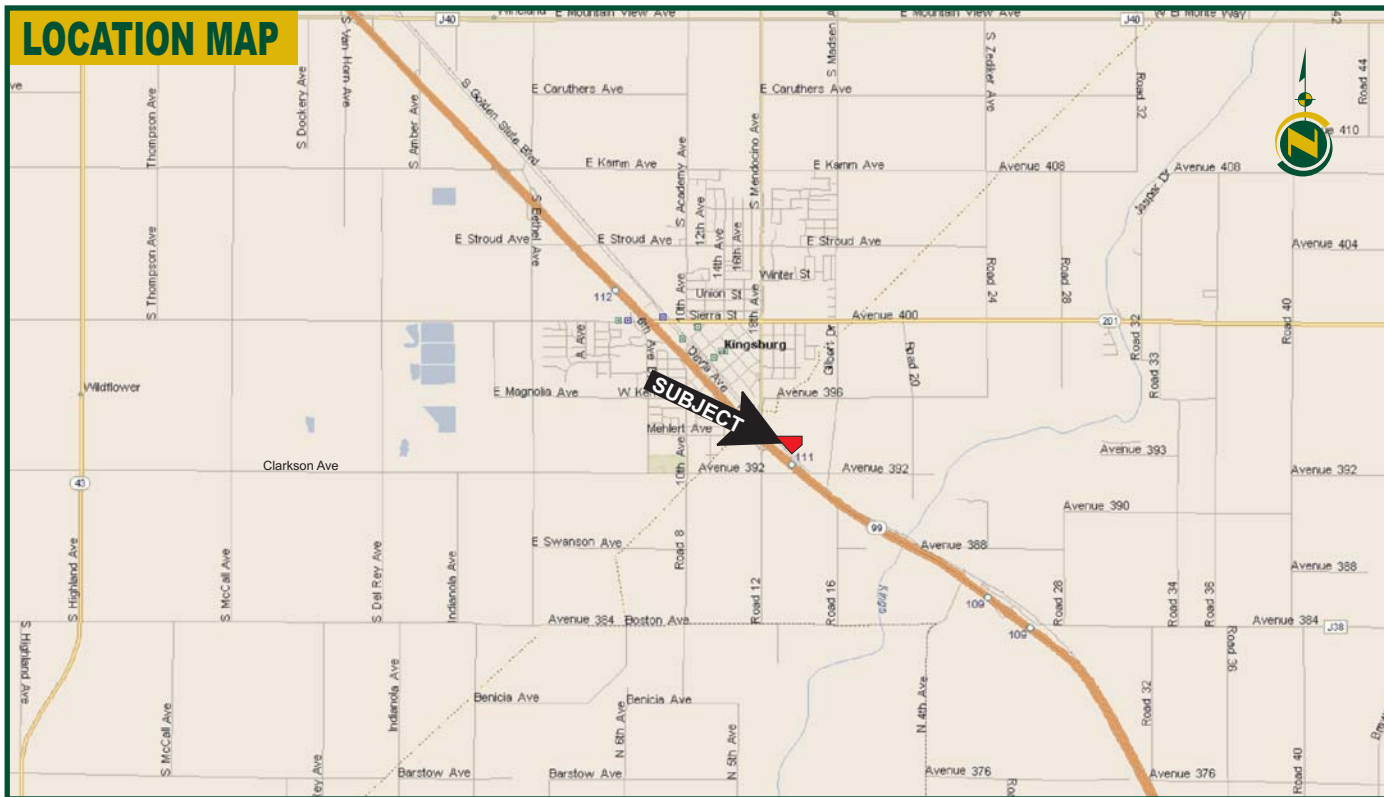 LOCATION MAP
J40
E Mountain View Ave
E Mountain View Ave
J40
W El Monte Way
S Van Horn Ave
S Dockery Ave
Thompson Ave
S Amber Ave
S Golden State Blvd
E Caruthers Ave
E Caruthers Ave
S Madsen A
S Zediker Ave
Road 32
Road 44
E Kamm Ave
E Kamm Ave
Avenue 408
Avenue 408
S Academy Ave
S Mendocino Ave
N
S Bethel Ave
S Thompson Ave
E Stroud Ave
E Stroud Ave
E Stroud Ave
12th Ave
14th Ave
16th Ave
Winter St
Jasper Dr
Avenue 404
Road 24
Road 28
112
10th Ave
Union St
Sierra St
18th Ave
Avenue 400
201
Road 32
Road 40
A Ave
6th Ave
Kingsburg
Davis Ave
Gilbert Dr
Road 20
Road 33
Wildflower
E Magnolia Ave
SUBJECT
Avenue 396
Mehlert Ave
10th Ave
Clarkson Ave
Avenue 392
111
Avenue 392
Avenue 393
Avenue 392
43
99
Avenue 390
S Highland Ave
S McCall Ave
S Del Rey Ave
Indianola Ave
E Swanson Ave
Road 8
Road 12
Road 16
Kings
Avenue 388
Avenue 388
109
109
Road 28
Road 34
Road 36
S Highland Ave
Avenue 384
Boston Ave
Avenue 384
J38
Road 36
Indianola Ave
Benicia Ave
Benicia Ave
N 6th Ave
N 5th Ave
N 4th Ave
Road 32
S McCall Ave
Barstow Ave
Barstow Ave
Avenue 376
Avenue 376
Road 40